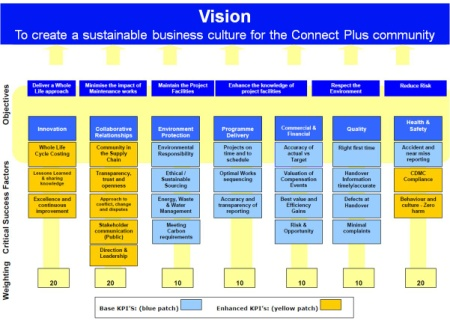 Vision
To create a sustainable business culture for the Connect Plus community
Objectives
Deliver a Whole
Life approach
Minimise the impact of
Maintenance works
Maintain the Project
Facilities
Enhance the knowledge of
project facilities
Respect the
Environment
Reduce Risk
Critical Success Factors
Innovation
Whole Life
Cycle Costing
Lessons Learned
& sharing
knowledge
Excellence and
continuous
improvement
Collaborative
Relationships
Community in
the Supply
Chain
Transparency,
trust and
openness
Approach to
conflict, change
and disputes
Stakeholder
communication
(Public)
Direction &
Leadership
Environment
Protection
Environmental
Responsibility
Ethical /
Sustainable
Sourcing
Energy, Waste
& Water
Management
Meeting
Carbon
requirements
Programme
Delivery
Projects on
time and to
schedule
Optimal Works
sequencing
Accuracy and
transparency of
reporting
Commercial &
Financial
Accuracy of
actual vs
Target
Valuation of
Compensation
Events
Best value and
Efficiency
Gains
Risk &
Opportunity
Quality
Right first time
Handover
Information
timely/accurate
Defects at
Handover
Minimal
complaints
Health &
Safety
Accident and
near miss
reporting
CDMC
Compliance
Behaviour and
culture - Zero
harm
Weighting
20
20
10
10
10
10
20
Base KPI'S: (blue patch)
Enhanced KPI's: (yellow patch)